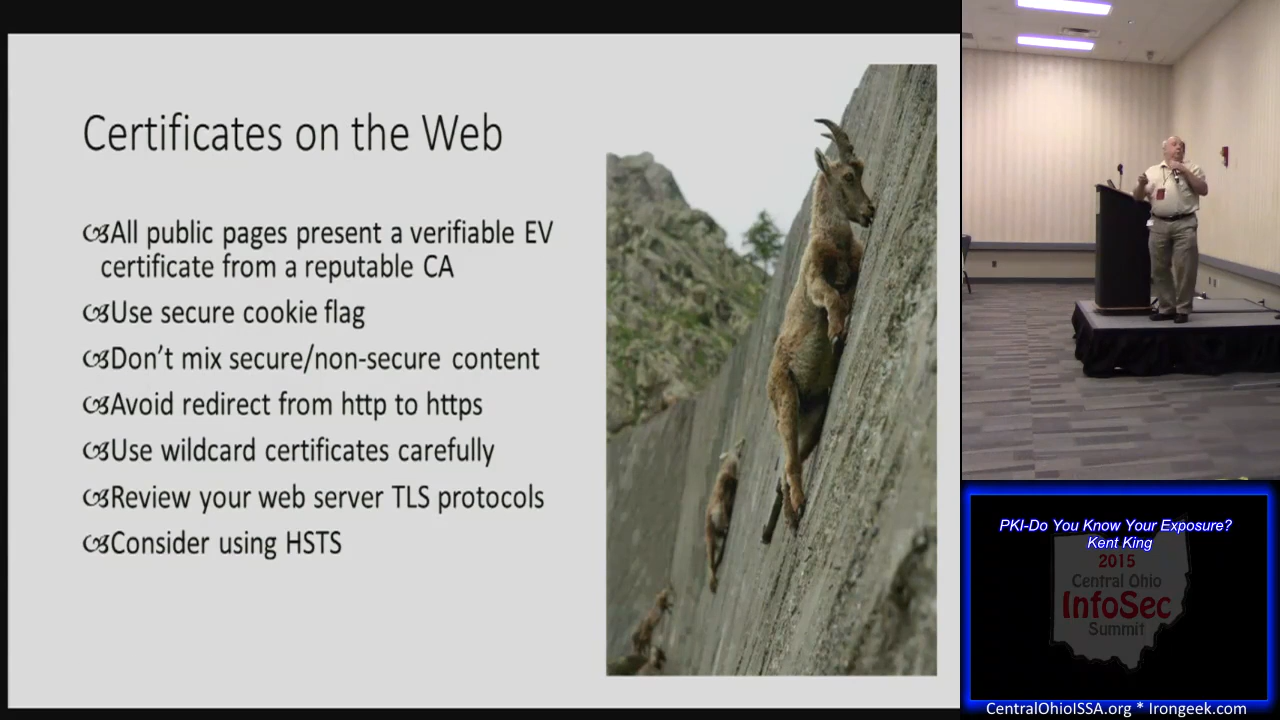 Certificates on the Web
All public pages present a verifiable EV
certificate from a reputable CA
Use secure cookie flag
Don't mix secure/non-secure content
Avoid redirect from http to https
Use wildcard certificates carefully
Review your web server TLS protocols
Consider using HSTS
PKI-Do You Know Your Exposure?
Kent King
2015
Central Ohio
InfoSec
Summit
CentralOhioISSA.org * Irongeek.com